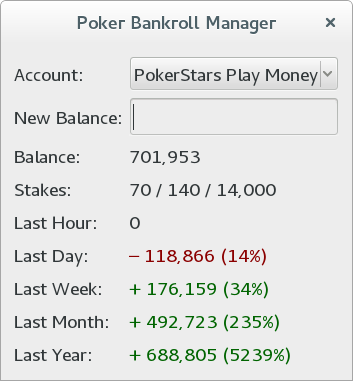 Poker Bankroll Manager ×
Account: PokerStars Play Money
New Balance:
Balance: 701,953
Stakes: 70 / 140 / 14,000
Last Hour: 0
Last Day: – 118,866 (14%)
Last Week: + 176,159 (34%)
Last Month: + 492,723 (235%)
Last Year: + 688,805 (5239%)